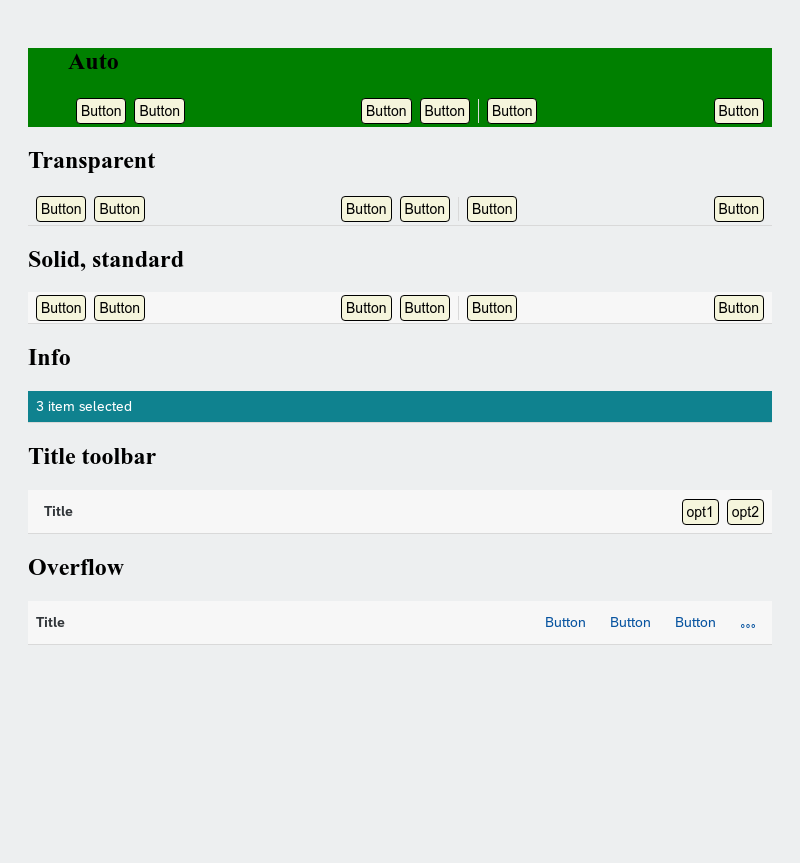 Auto
Button Button Button Button Button Button
Transparent
Button Button Button Button Button Button
Solid, standard
Button Button Button Button Button Button
Info
3 item selected
Title toolbar
Title opt1 opt2
Overflow
Title Button Button Button